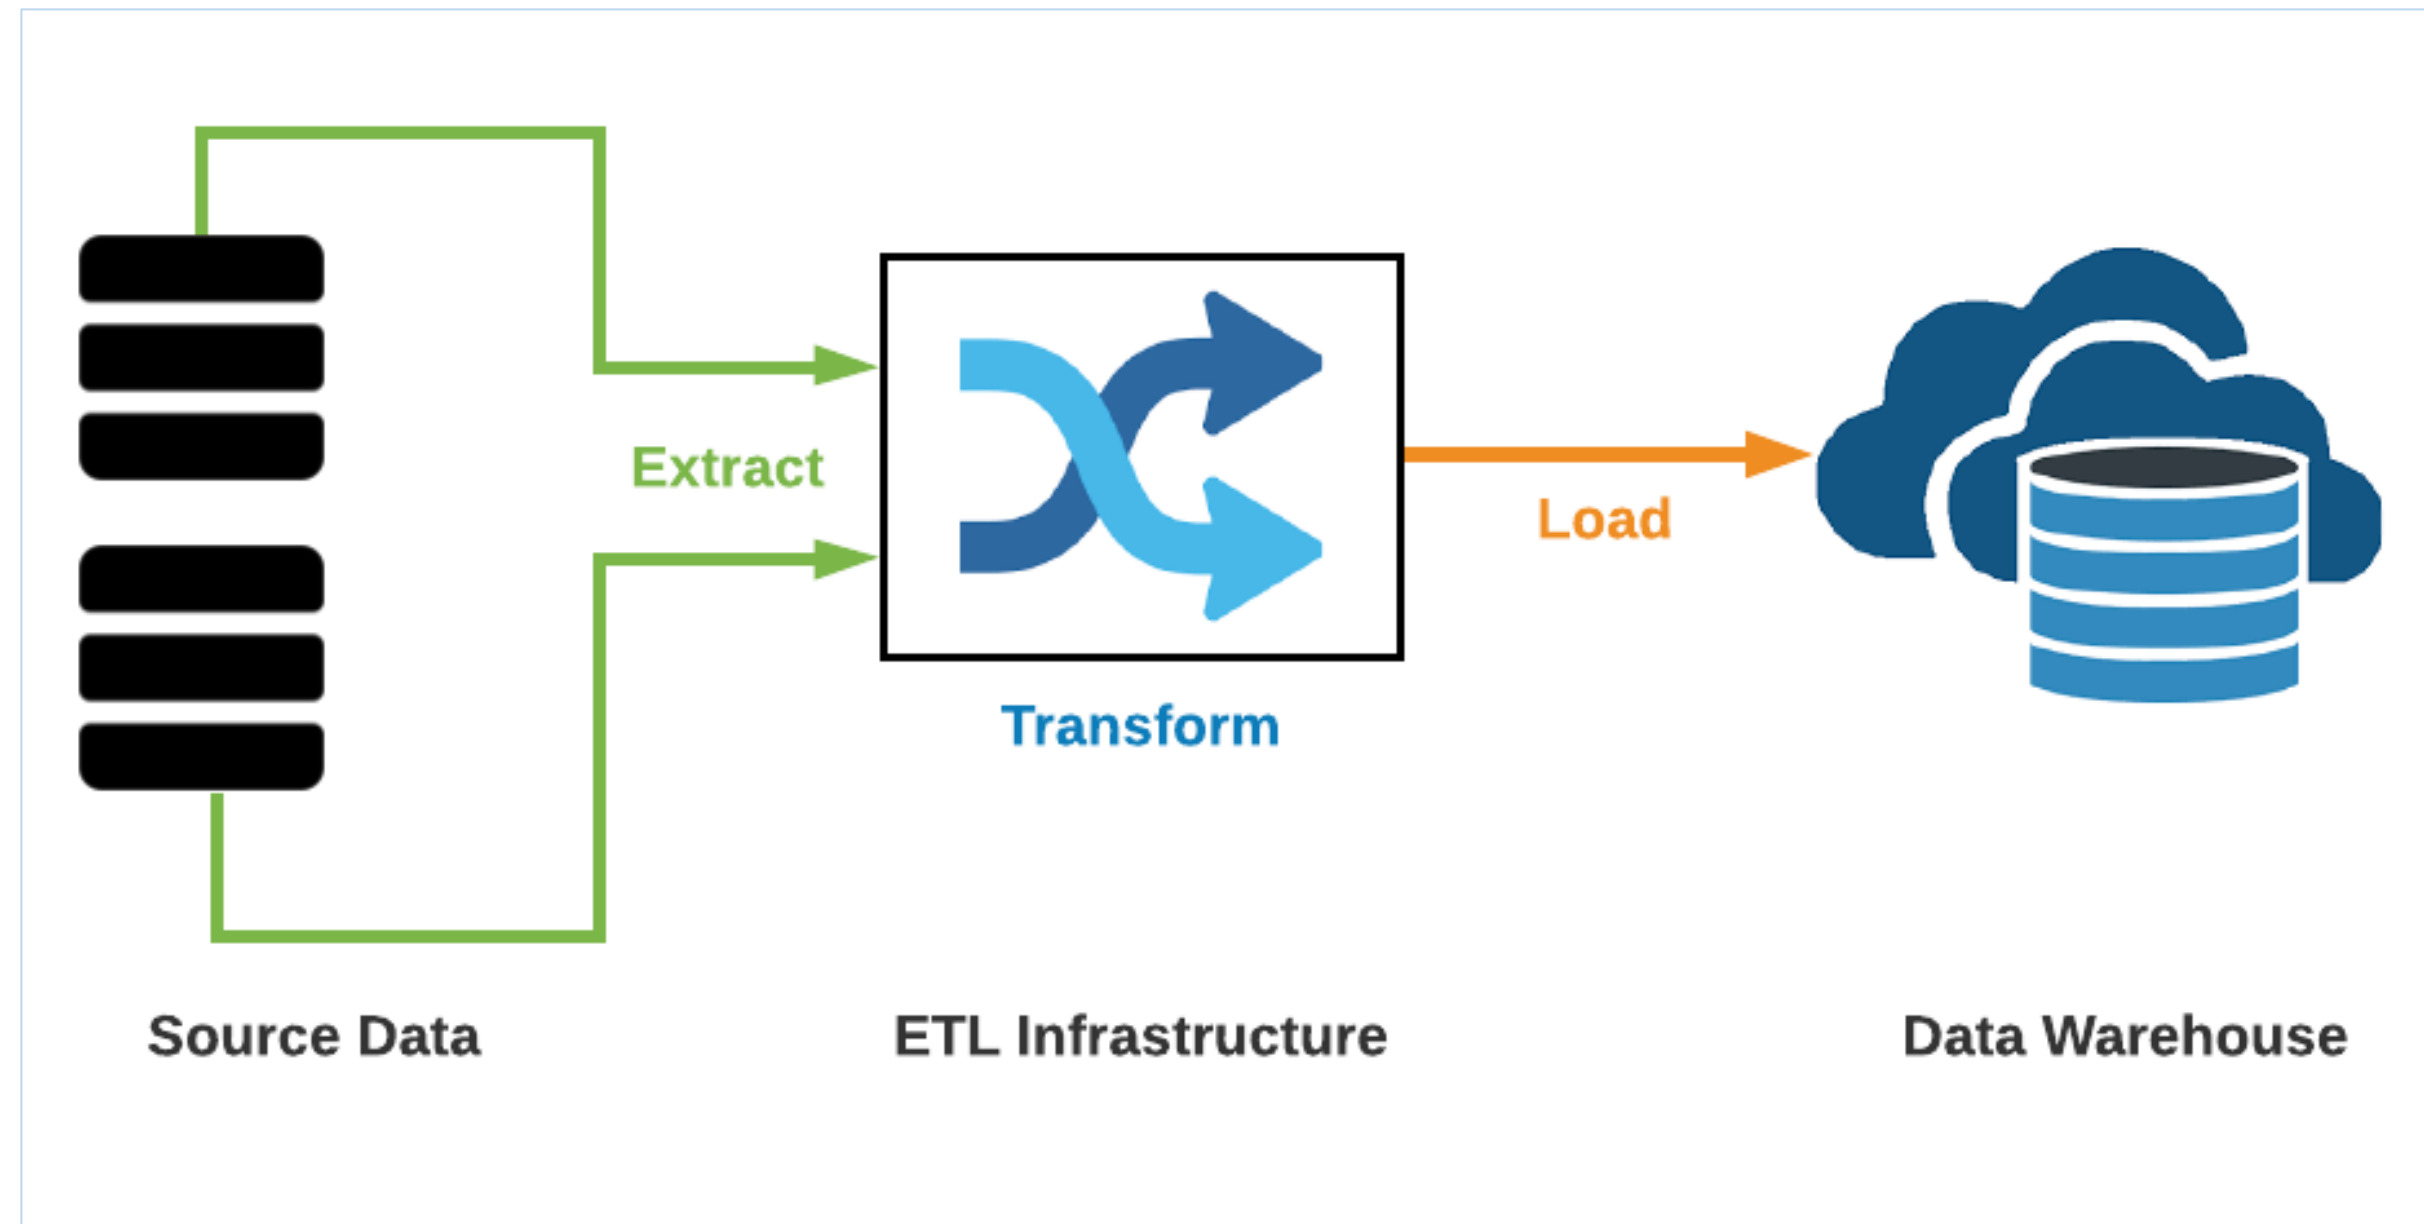 Extract
Load
Transform
Source Data
ETL Infrastructure
Data Warehouse